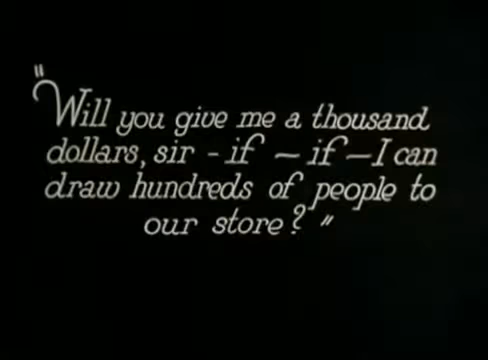 "Will you give me a thousand
dollars, sir - if — if — I can
draw hundreds of people to
our store?"